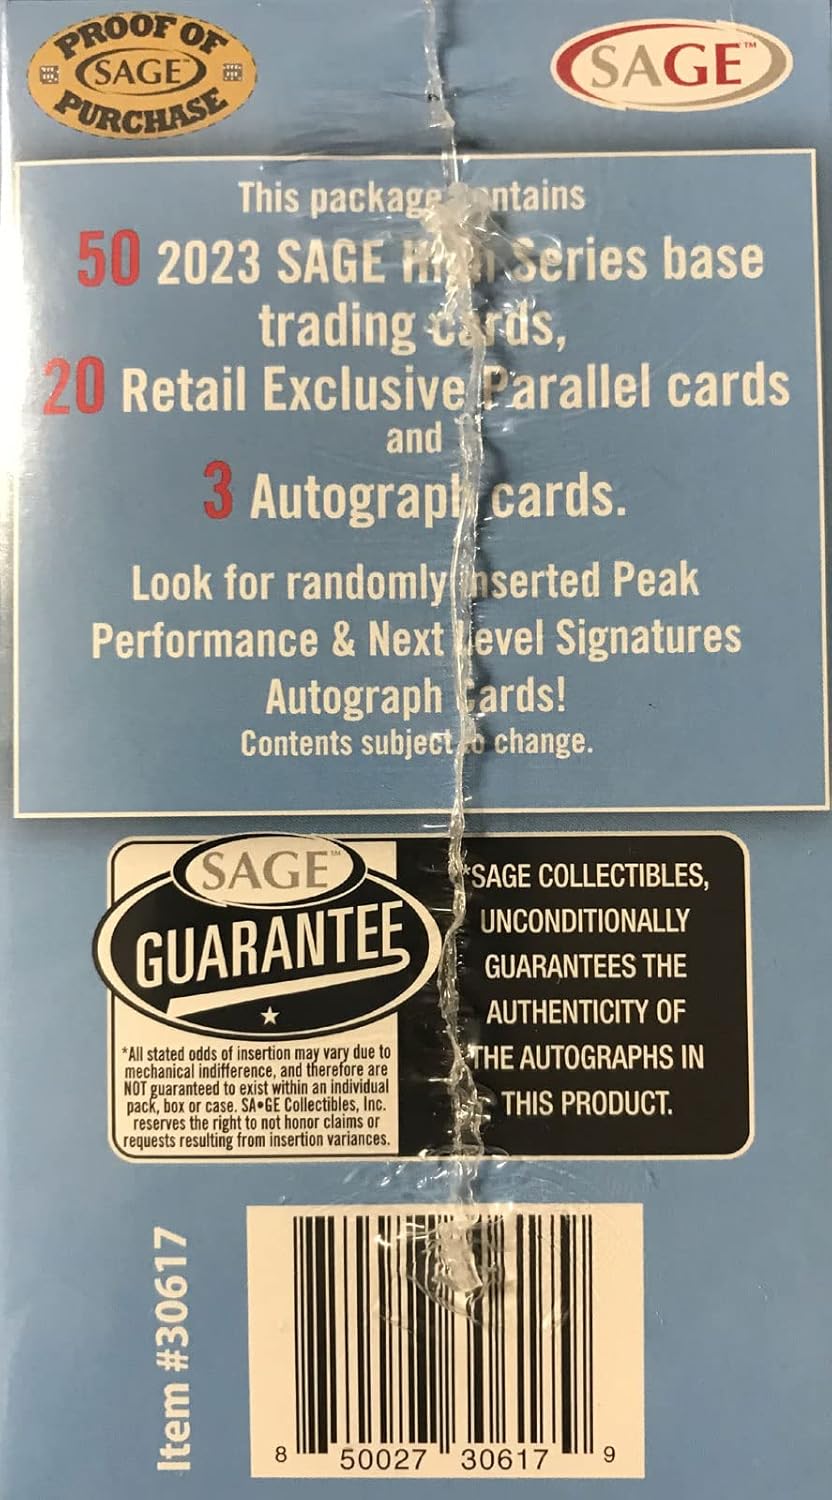 PROOF OF
SAGE
PURCHASE
SAGE™
This package contains
50 2023 SAGE High Series base
trading cards,
20 Retail Exclusive Parallel cards
and
3 Autograph cards.
Look for randomly inserted Peak
Performance & Next Level Signatures
Autograph Cards!
Contents subject to change.
SAGE™
GUARANTEE
*All stated odds of insertion may vary due to
mechanical indifference, and therefore are
NOT guaranteed to exist within an individual
pack, box or case. SA•GE Collectibles, Inc.
reserves the right to not honor claims or
requests resulting from insertion variances.
*SAGE COLLECTIBLES,
UNCONDITIONALLY
GUARANTEES THE
AUTHENTICITY OF
THE AUTOGRAPHS IN
THIS PRODUCT.
Item #30617
8 50027 30617 9